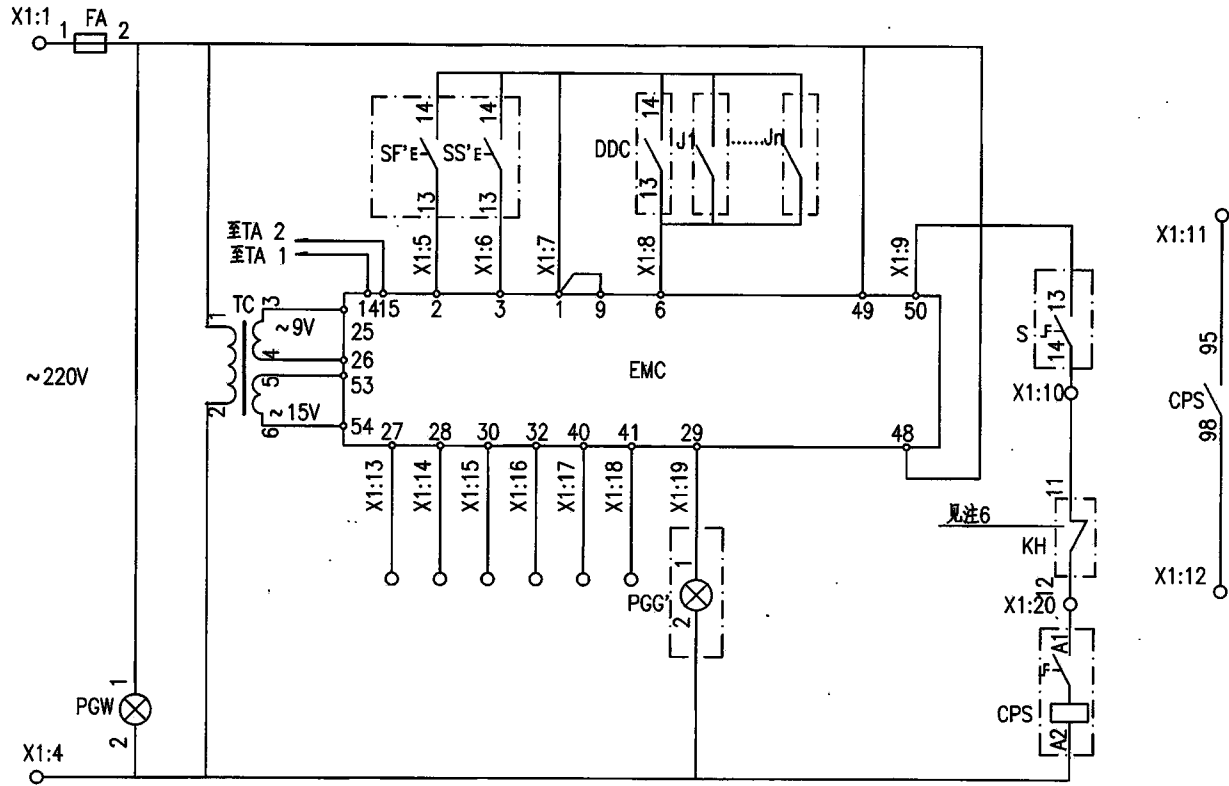 X1:1
1 FA 2
SF'E 14 13
SS'E 14 13
DDC 14 13
J1 ......Jn
至TA 2
至TA 1
X1:5
X1:6
X1:7
X1:8
X1:9
14 15 2 3 1 9 6 49 50
TC
1 2
3 ~9V 4
5 ~15V 6
25
26
53
54
EMC
~220V
27 28 30 32 40 41 29 48
X1:13
X1:14
X1:15
X1:16
X1:17
X1:18
X1:19
PGG' 1 2
PGW 1 2
X1:4
S 13 14
X1:10
见注6
KH 11 12
X1:20
CPS A1 A2
X1:11
95
CPS
98
X1:12